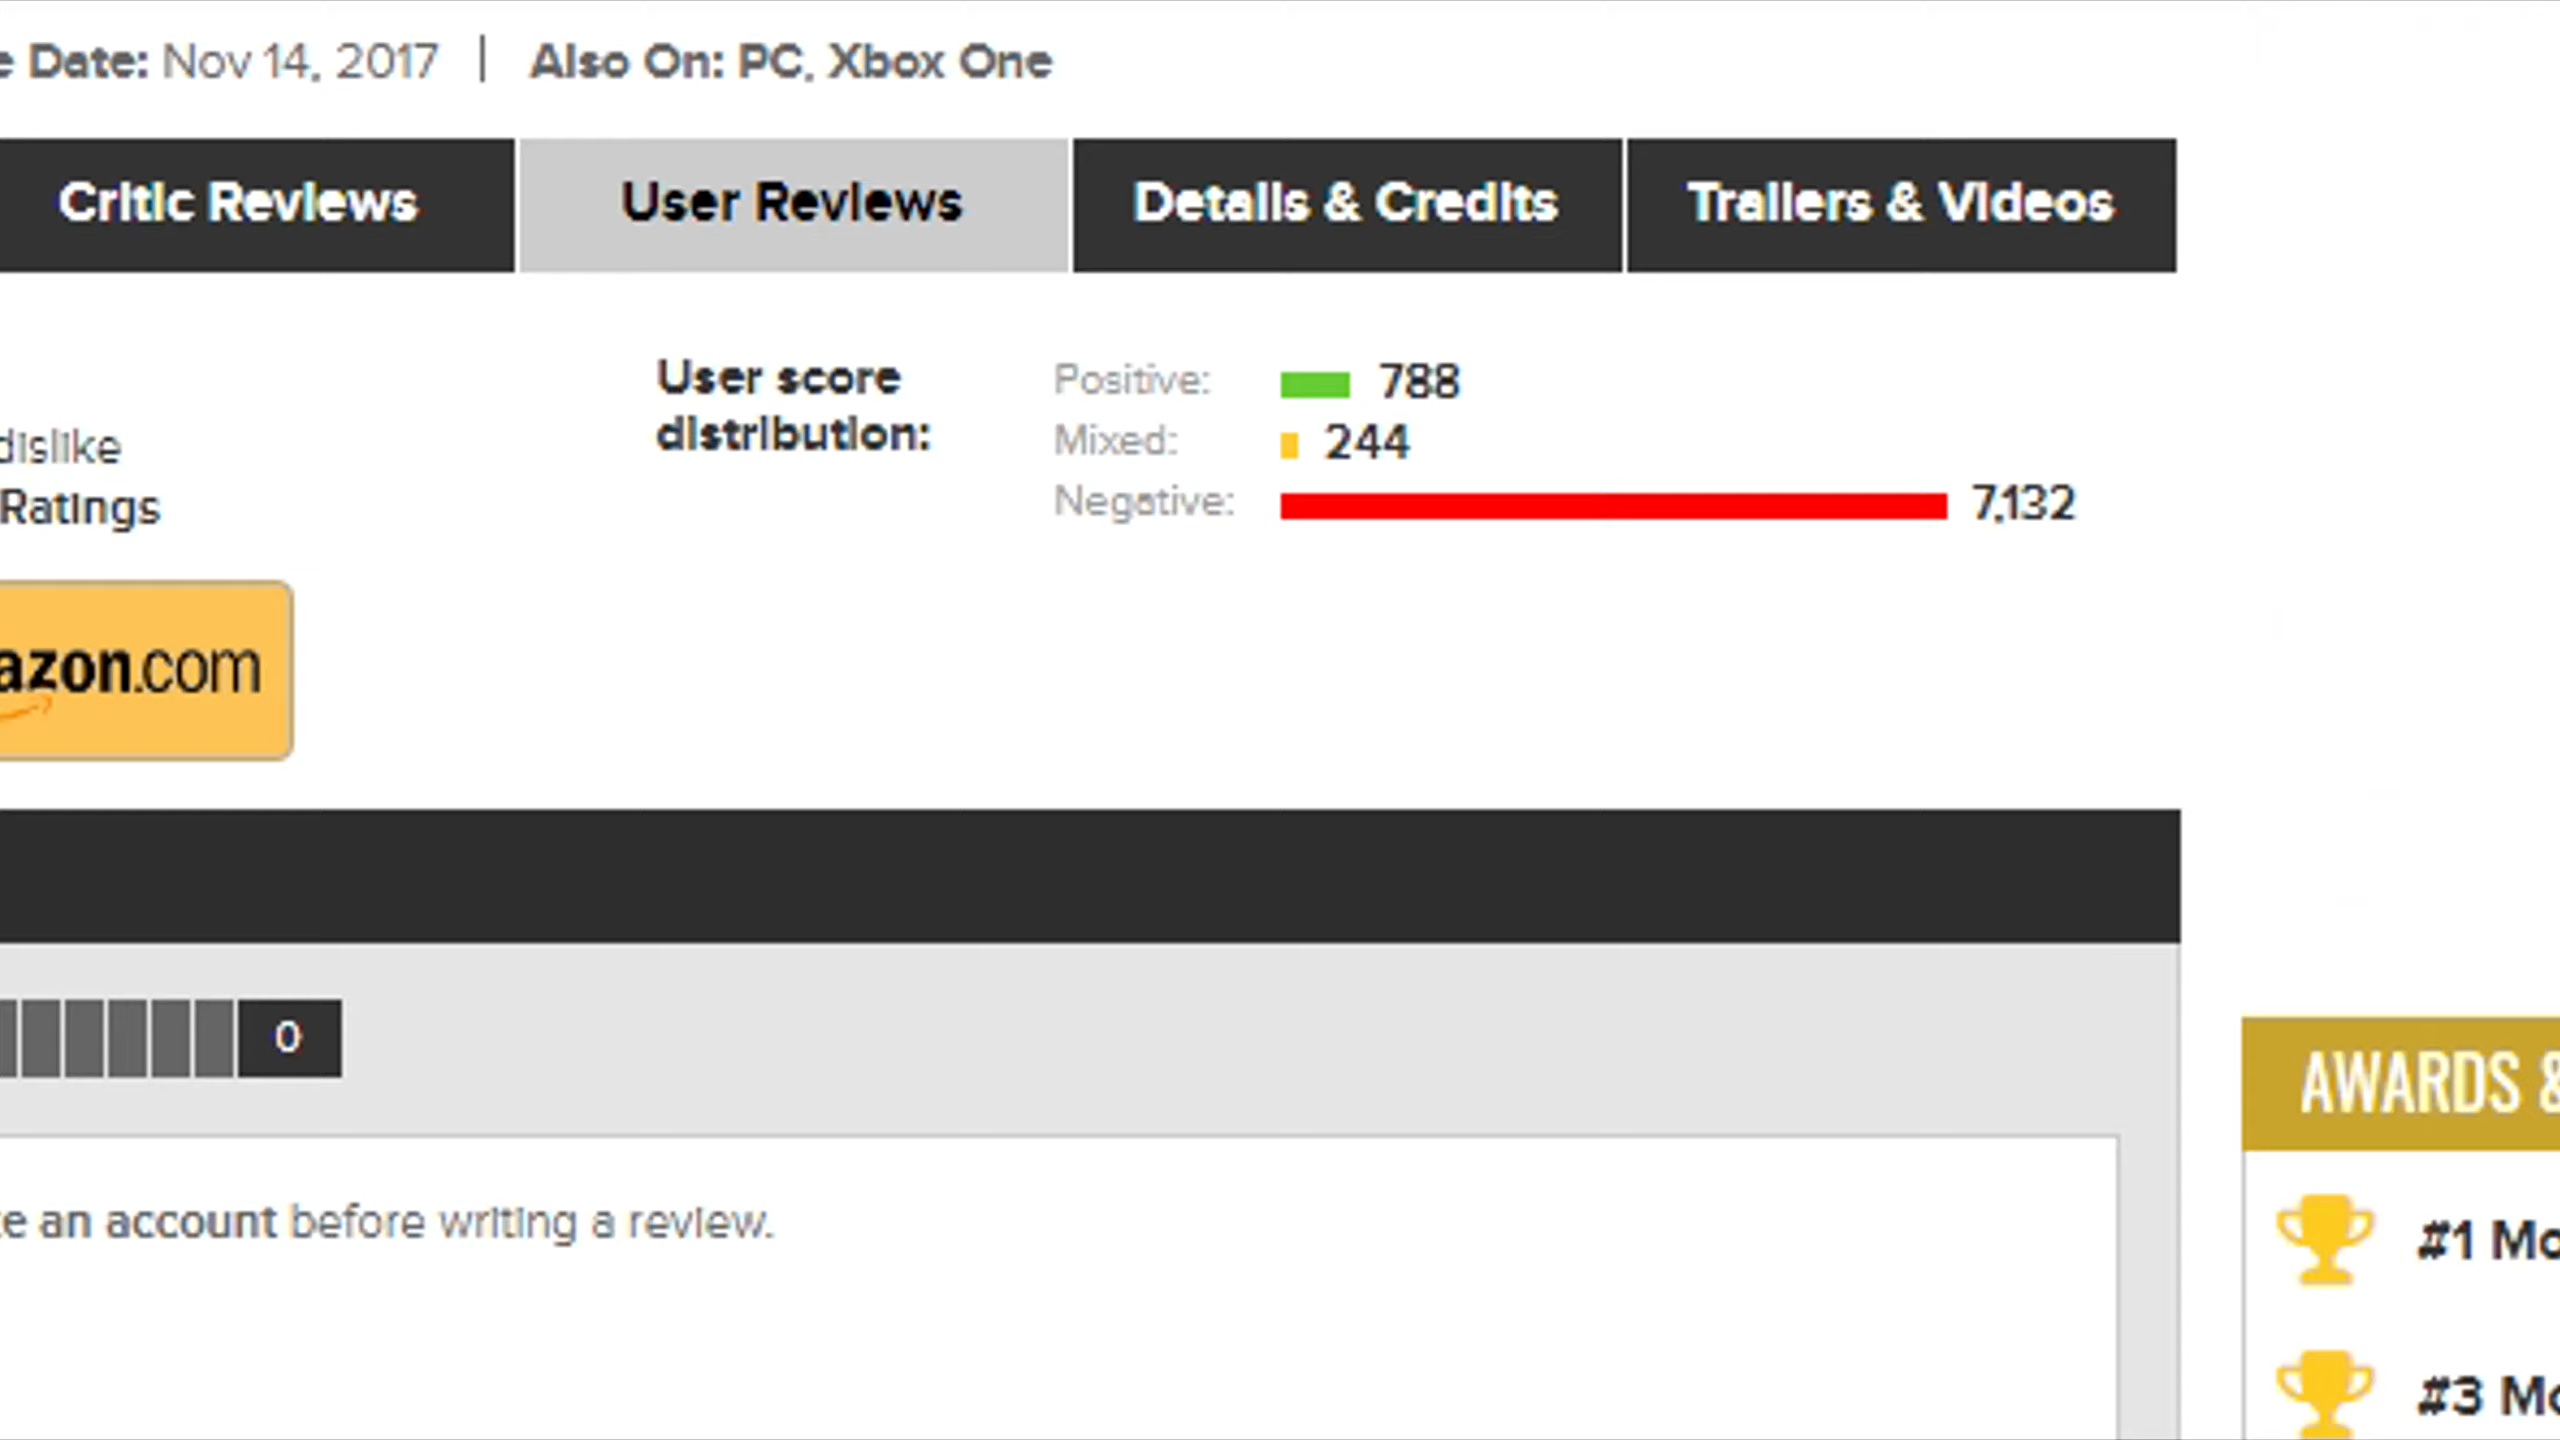 e Date: Nov 14, 2017 | Also On: PC, Xbox One
Critic Reviews User Reviews Details & Credits Trailers & Videos
User score distribution:
Positive: 788
Mixed: 244
Negative: 7,132
dislike
Ratings
azon.com
0
te an account before writing a review.
AWARDS &
#1 Mo
#3 Mo